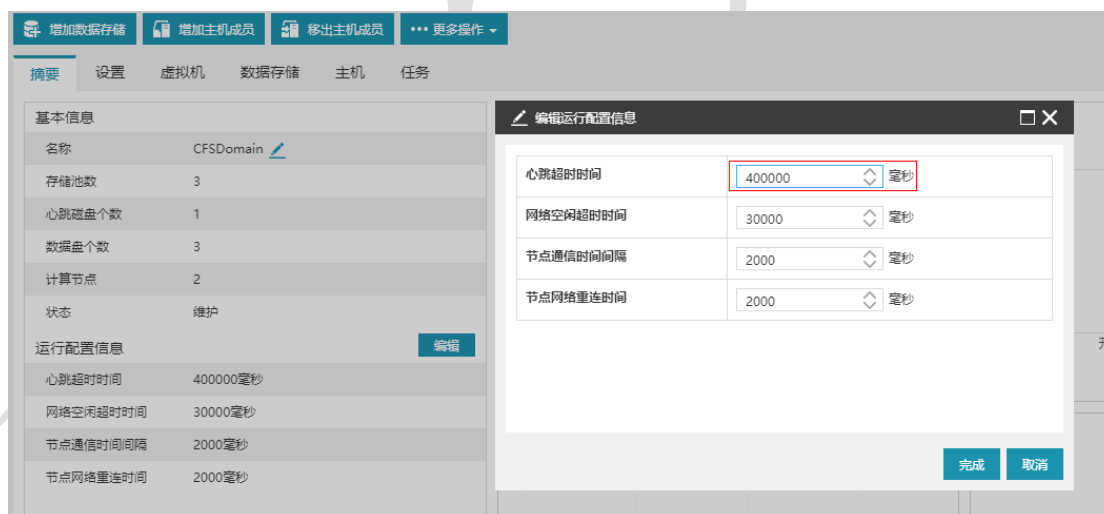 增加数据存储 增加主机成员 移出主机成员 ••• 更多操作
摘要 设置 虚拟机 数据存储 主机 任务
基本信息
名称 CFSDomain
存储池数 3
心跳磁盘个数 1
数据盘个数 3
计算节点 2
状态 维护
运行配置信息 编辑
心跳超时时间 400000毫秒
网络空闲超时时间 30000毫秒
节点通信时间间隔 2000毫秒
节点网络重连时间 2000毫秒
编辑运行配置信息
心跳超时时间 400000 毫秒
网络空闲超时时间 30000 毫秒
节点通信时间间隔 2000 毫秒
节点网络重连时间 2000 毫秒
完成 取消